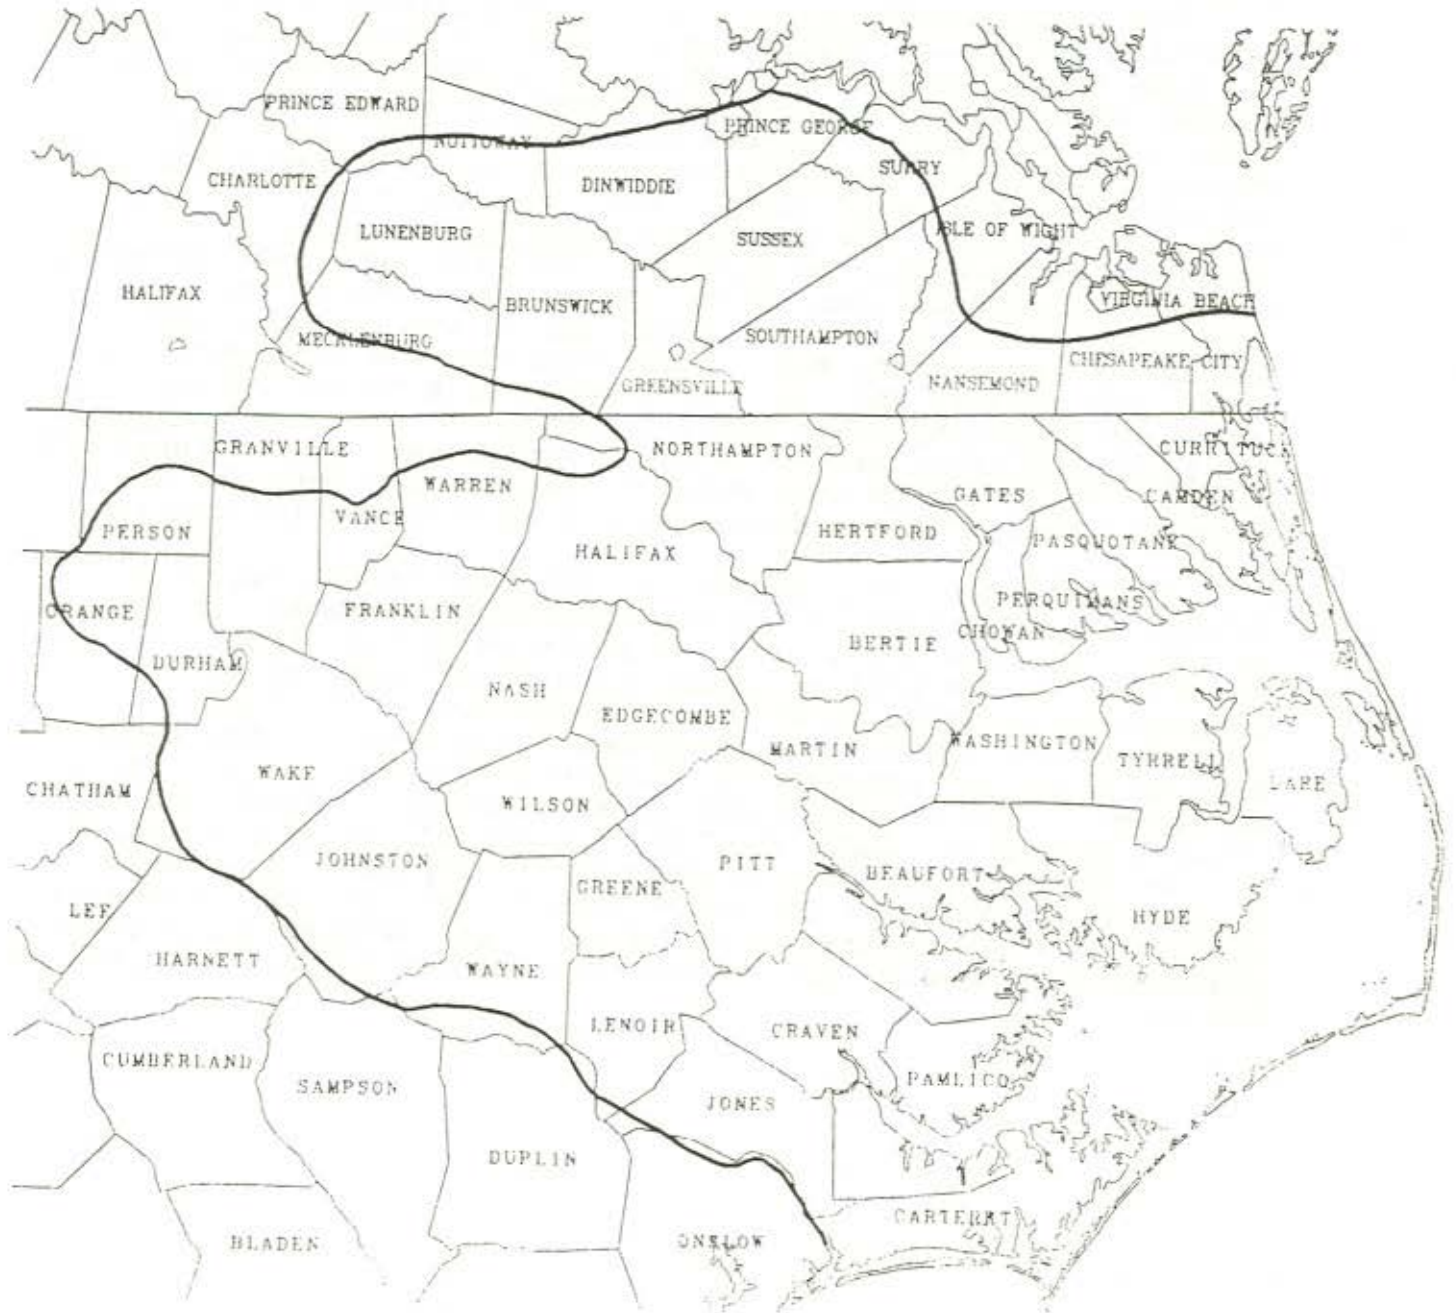 PRINCE EDWARD
PRINCE GEORGE
NOTTOWAY
SURRY
CHARLOTTE
DINWIDDIE
LUNENBURG
SUSSEX
ISLE OF WIGHT
HALIFAX
BRUNSWICK
VIRGINIA BEACH
MECKLENBURG
SOUTHAMPTON
CHESAPEAKE CITY
GREENSVILLE
NANSEMOND
GRANVILLE
NORTHAMPTON
CURRITUCK
WARREN
GATES
CAMDEN
VANCE
PERSON
HERTFORD
PASQUOTANK
HALIFAX
ORANGE
FRANKLIN
PERQUIMANS
BERTIE
CHOWAN
DURHAM
NASH
EDGECOMBE
MARTIN
WASHINGTON
TYRRELL
WAKE
DARE
CHATHAM
WILSON
JOHNSTON
PITT
BEAUFORT
GREENE
LEE
HYDE
HARNETT
WAYNE
LENOIR
CRAVEN
CUMBERLAND
SAMPSON
PAMLICO
JONES
DUPLIN
CARTERET
BLADEN
ONSLOW